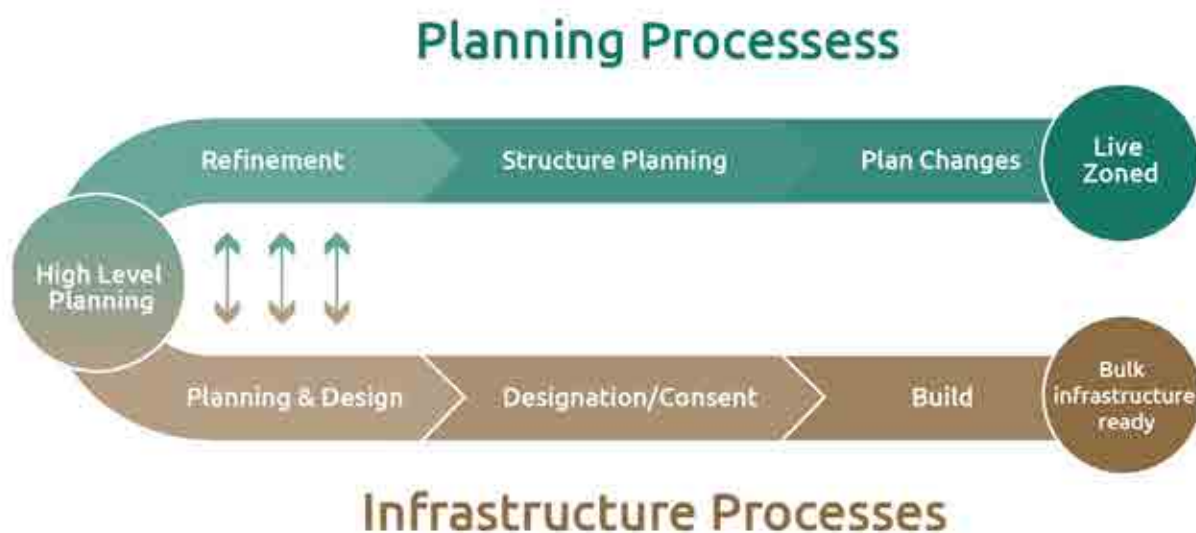 Planning Processess
Refinement
Structure Planning
Plan Changes
Live
Zoned
High Level
Planning
Planning & Design
Designation/Consent
Build
Bulk
infrastructure
ready
Infrastructure Processes